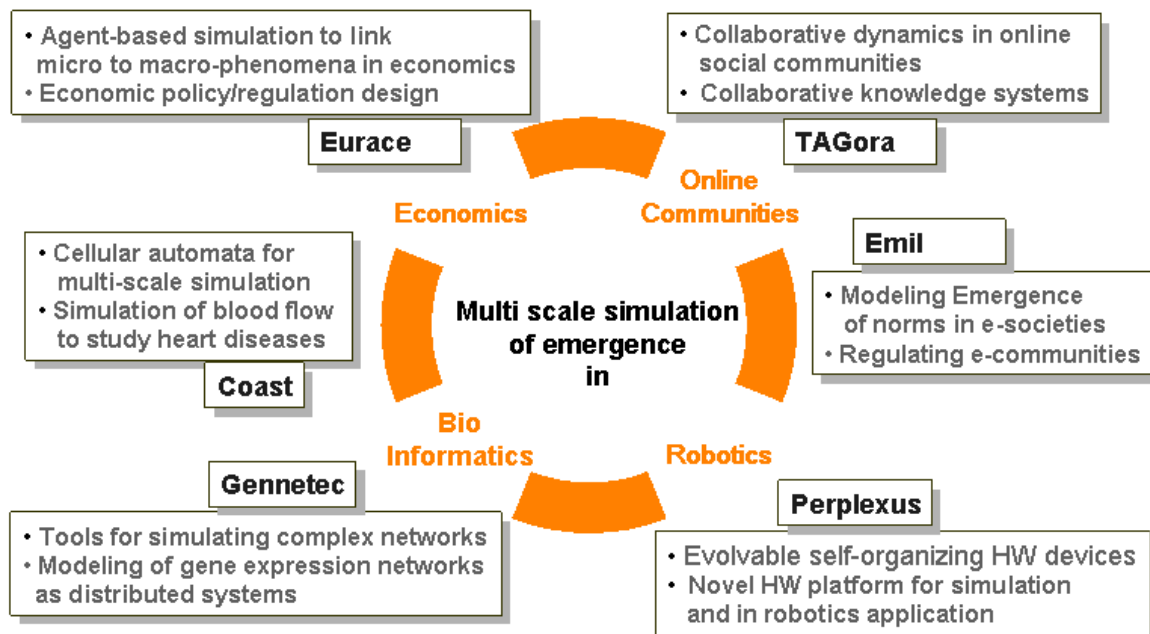 • Agent-based simulation to link
micro to macro-phenomena in economics
• Economic policy/regulation design
Eurace
• Collaborative dynamics in online
social communities
• Collaborative knowledge systems
TAGora
Economics
Online
Communities
• Cellular automata for
multi-scale simulation
• Simulation of blood flow
to study heart diseases
Coast
Multi scale simulation
of emergence
in
Emil
• Modeling Emergence
of norms in e-societies
• Regulating e-communities
Bio
Informatics
Robotics
Gennetec
• Tools for simulating complex networks
• Modeling of gene expression networks
as distributed systems
Perplexus
• Evolvable self-organizing HW devices
• Novel HW platform for simulation
and in robotics application